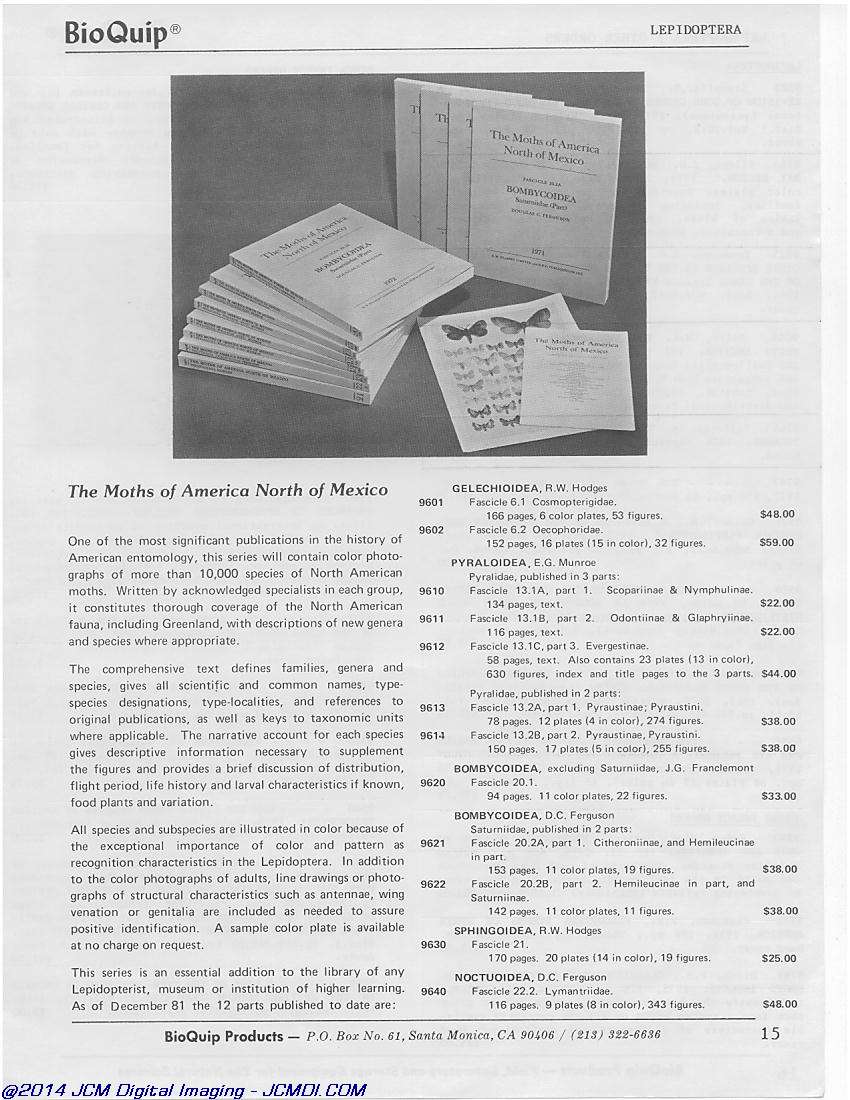 BioQuip®
LEPIDOPTERA
The Moths of America
North of Mexico
BOMBYCOIDEA
Saturniidae (Part)
DOUGLAS C. FERGUSON
1971
The Moths of America
North of Mexico
BOMBYCOIDEA
Saturniidae (Part)
DOUGLAS C. FERGUSON
1972
The Moths of America
North of Mexico
THE MOTHS OF AMERICA NORTH OF MEXICO
The Moths of America North of Mexico
One of the most significant publications in the history of
American entomology, this series will contain color photo-
graphs of more than 10,000 species of North American
moths. Written by acknowledged specialists in each group,
it constitutes thorough coverage of the North American
fauna, including Greenland, with descriptions of new genera
and species where appropriate.
The comprehensive text defines families, genera and
species, gives all scientific and common names, type-
species designations, type-localities, and references to
original publications, as well as keys to taxonomic units
where applicable. The narrative account for each species
gives descriptive information necessary to supplement
the figures and provides a brief discussion of distribution,
flight period, life history and larval characteristics if known,
food plants and variation.
All species and subspecies are illustrated in color because of
the exceptional importance of color and pattern as
recognition characteristics in the Lepidoptera. In addition
to the color photographs of adults, line drawings or photo-
graphs of structural characteristics such as antennae, wing
venation or genitalia are included as needed to assure
positive identification. A sample color plate is available
at no charge on request.
This series is an essential addition to the library of any
Lepidopterist, museum or institution of higher learning.
As of December 81 the 12 parts published to date are:
GELECHIOIDEA, R.W. Hodges
9601 Fascicle 6.1 Cosmopterigidae.
166 pages, 6 color plates, 53 figures. $48.00
9602 Fascicle 6.2 Oecophoridae.
152 pages, 16 plates (15 in color), 32 figures. $59.00
PYRALOIDEA, E.G. Munroe
Pyralidae, published in 3 parts:
9610 Fascicle 13.1A, part 1. Scopariinae & Nymphulinae.
134 pages, text. $22.00
9611 Fascicle 13.1B, part 2. Odontiinae & Glaphryiinae.
116 pages, text. $22.00
9612 Fascicle 13.1C, part 3. Evergestinae.
58 pages, text. Also contains 23 plates (13 in color),
630 figures, index and title pages to the 3 parts. $44.00
Pyralidae, published in 2 parts:
9613 Fascicle 13.2A, part 1. Pyraustinae; Pyraustini.
78 pages. 12 plates (4 in color), 274 figures. $38.00
9614 Fascicle 13.2B, part 2. Pyraustinae, Pyraustini.
150 pages. 17 plates (5 in color), 255 figures. $38.00
BOMBYCOIDEA, excluding Saturniidae, J.G. Franclemont
9620 Fascicle 20.1.
94 pages. 11 color plates, 22 figures. $33.00
BOMBYCOIDEA, D.C. Ferguson
Saturniidae, published in 2 parts:
9621 Fascicle 20.2A, part 1. Citheroniinae, and Hemileucinae
in part.
153 pages. 11 color plates, 19 figures. $38.00
9622 Fascicle 20.2B, part 2. Hemileucinae in part, and
Saturniinae.
142 pages. 11 color plates, 11 figures. $38.00
SPHINGOIDEA, R.W. Hodges
9630 Fascicle 21.
170 pages. 20 plates (14 in color), 19 figures. $25.00
NOCTUOIDEA, D.C. Ferguson
9640 Fascicle 22.2. Lymantriidae.
116 pages. 9 plates (8 in color), 343 figures. $48.00
BioQuip Products — P.O. Box No. 61, Santa Monica, CA 90406 / (213) 322-6636
15
@2014 JCM Digital Imaging - JCMDI.COM